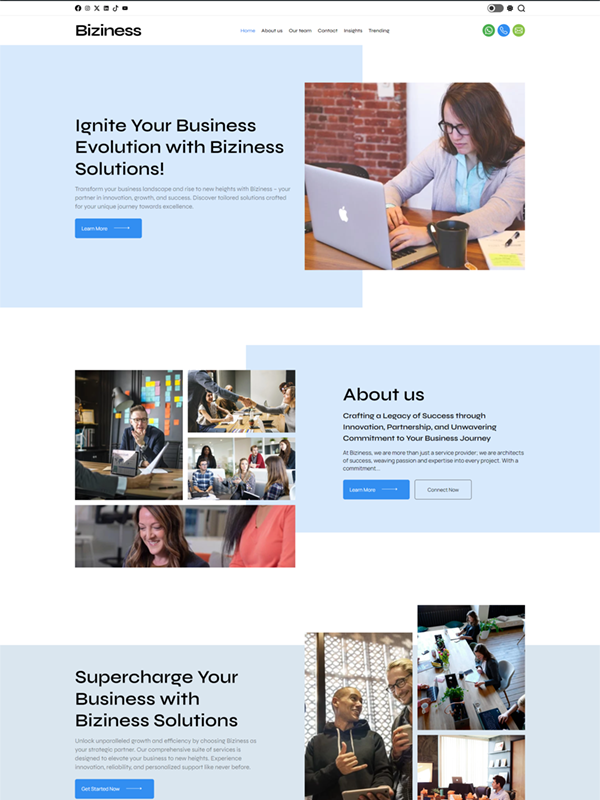 Biziness
Home About us Our team Contact Insights Trending
Ignite Your Business
Evolution with Biziness
Solutions!
Transform your business landscape and rise to new heights with Biziness – your
partner in innovation, growth, and success. Discover tailored solutions crafted
for your unique journey towards excellence.
Learn More
About us
Crafting a Legacy of Success through
Innovation, Partnership, and Unwavering
Commitment to Your Business Journey
At Biziness, we are more than just a service provider; we are architects
of success, weaving passion and expertise into every project. With a
commitment...
Learn More
Connect Now
Supercharge Your
Business with
Biziness Solutions
Unlock unparalleled growth and efficiency by choosing Biziness as
your strategic partner. Our comprehensive suite of services is
designed to elevate your business to new heights. Experience
innovation, reliability, and personalized support like never before.
Get Started Now